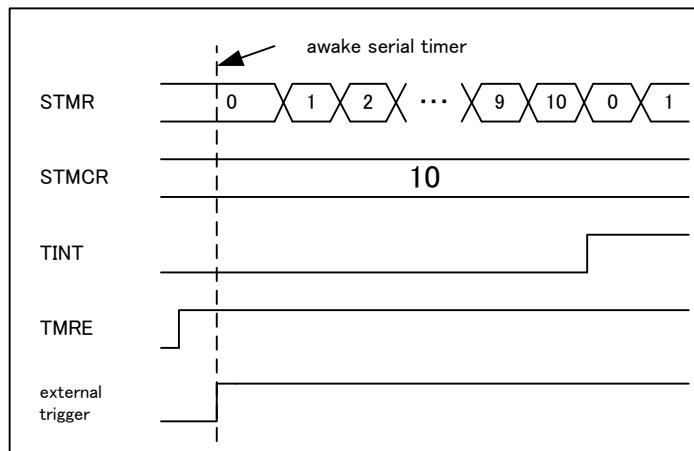 awake serial timer
STMR 0 1 2 ··· 9 10 0 1
STMCR 10
TINT
TMRE
external
trigger